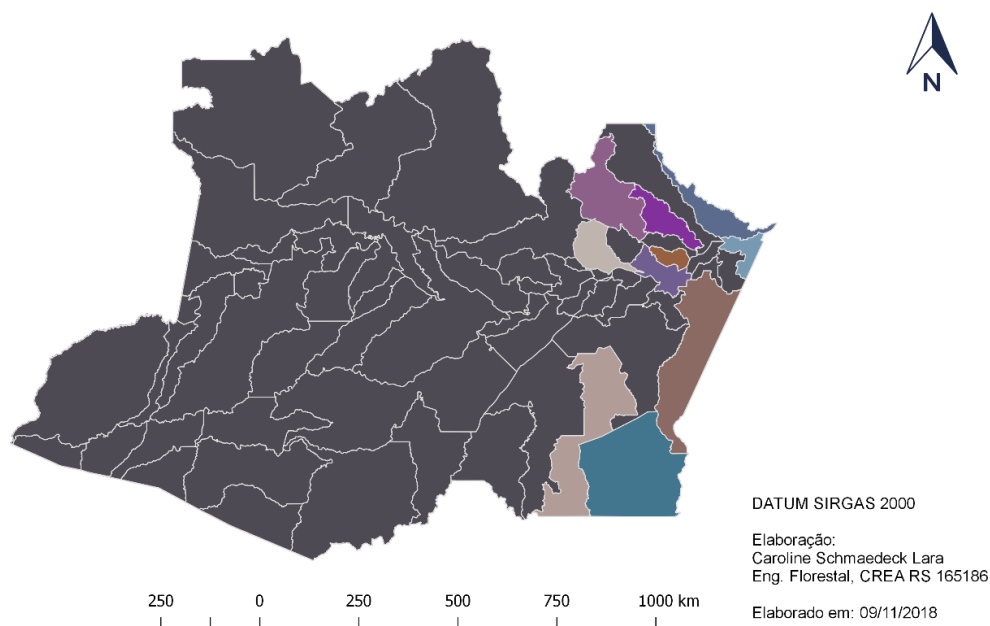 N
DATUM SIRGAS 2000
Elaboração:
Caroline Schmaedeck Lara
Eng. Florestal, CREA RS 165186
Elaborado em: 09/11/2018
250 0 250 500 750 1000 km